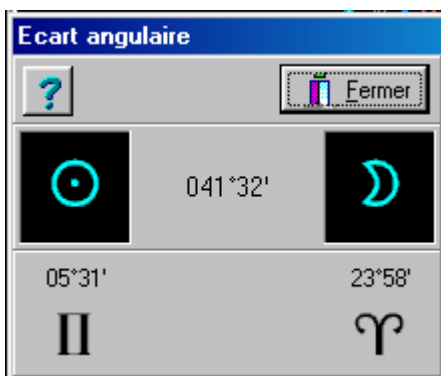 Ecart angulaire
? Fermer
☉ 041°32' ☽
05°31' 23°58'
♊ ♈